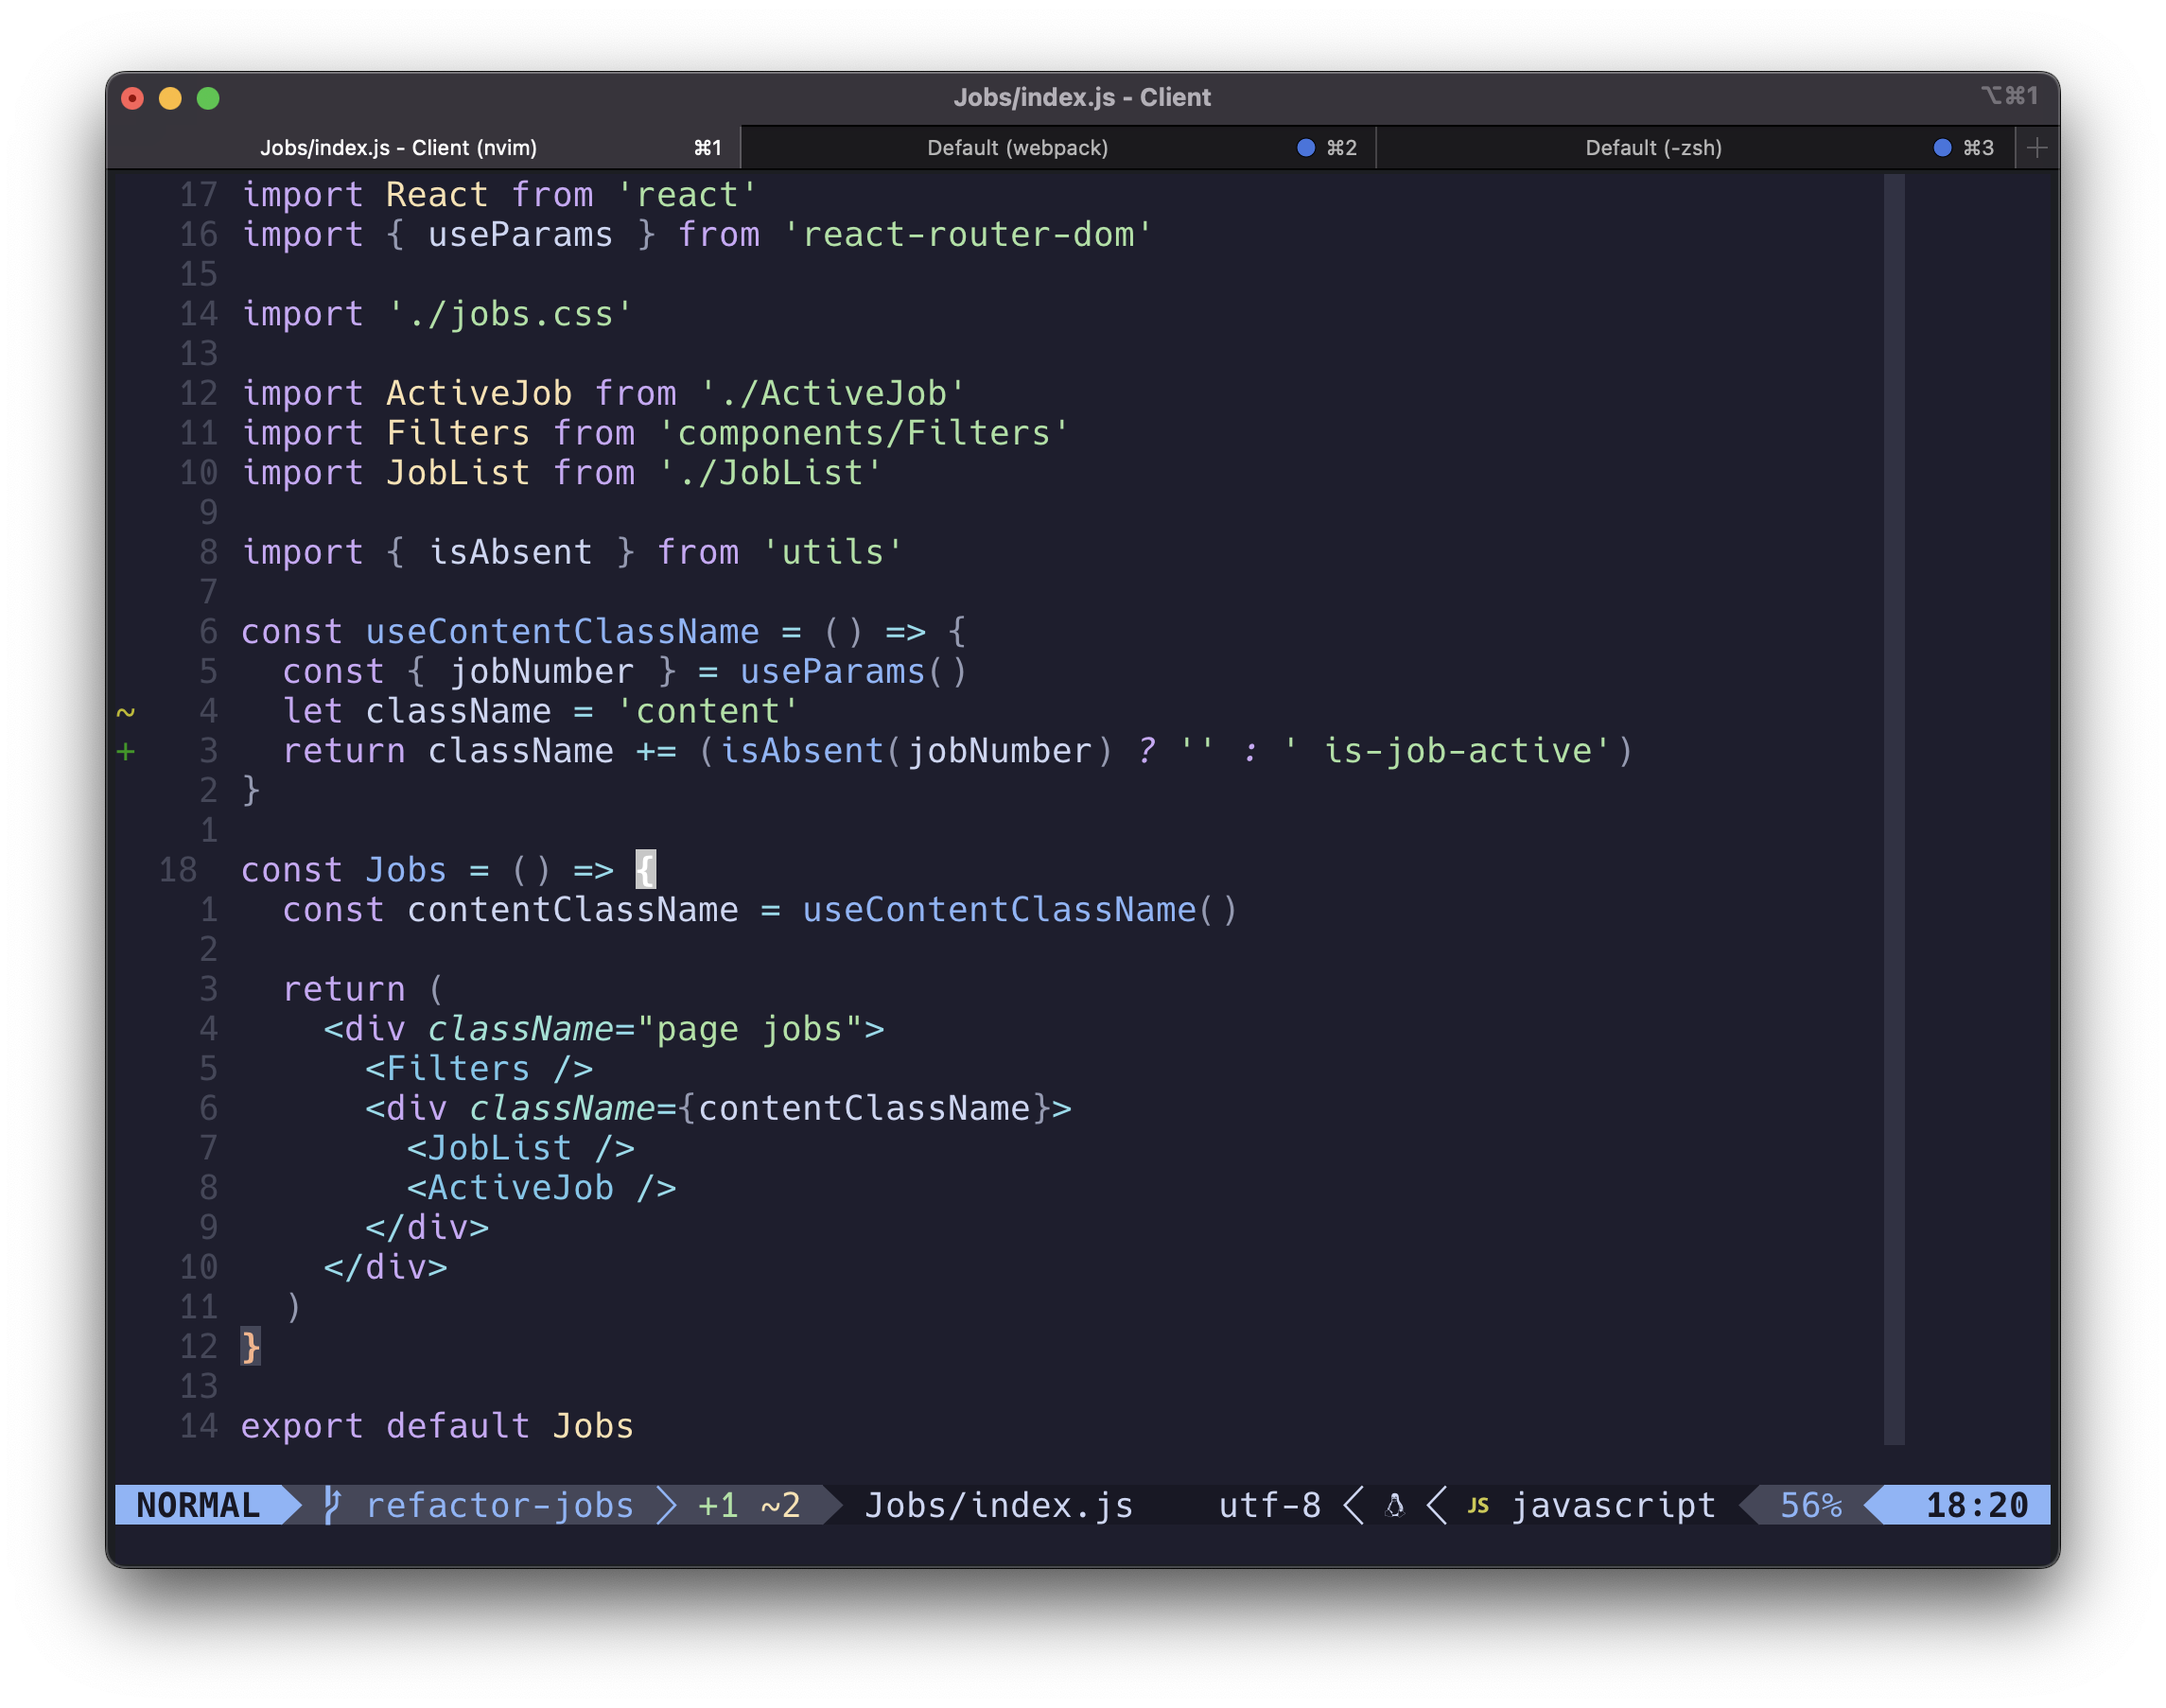 Jobs/index.js - Client ⌥⌘1
Jobs/index.js - Client (nvim) ⌘1 Default (webpack) ⌘2 Default (-zsh) ⌘3 +
17 import React from 'react'
16 import { useParams } from 'react-router-dom'
15
14 import './jobs.css'
13
12 import ActiveJob from './ActiveJob'
11 import Filters from 'components/Filters'
10 import JobList from './JobList'
9
8 import { isAbsent } from 'utils'
7
6 const useContentClassName = () => {
5   const { jobNumber } = useParams()
~ 4   let className = 'content'
+ 3   return className += (isAbsent(jobNumber) ? '' : ' is-job-active')
2 }
1
18 const Jobs = () => {
1   const contentClassName = useContentClassName()
2
3   return (
4     <div className="page jobs">
5       <Filters />
6       <div className={contentClassName}>
7         <JobList />
8         <ActiveJob />
9       </div>
10     </div>
11   )
12 }
13
14 export default Jobs
NORMAL refactor-jobs +1 ~2 Jobs/index.js utf-8 JS javascript 56% 18:20